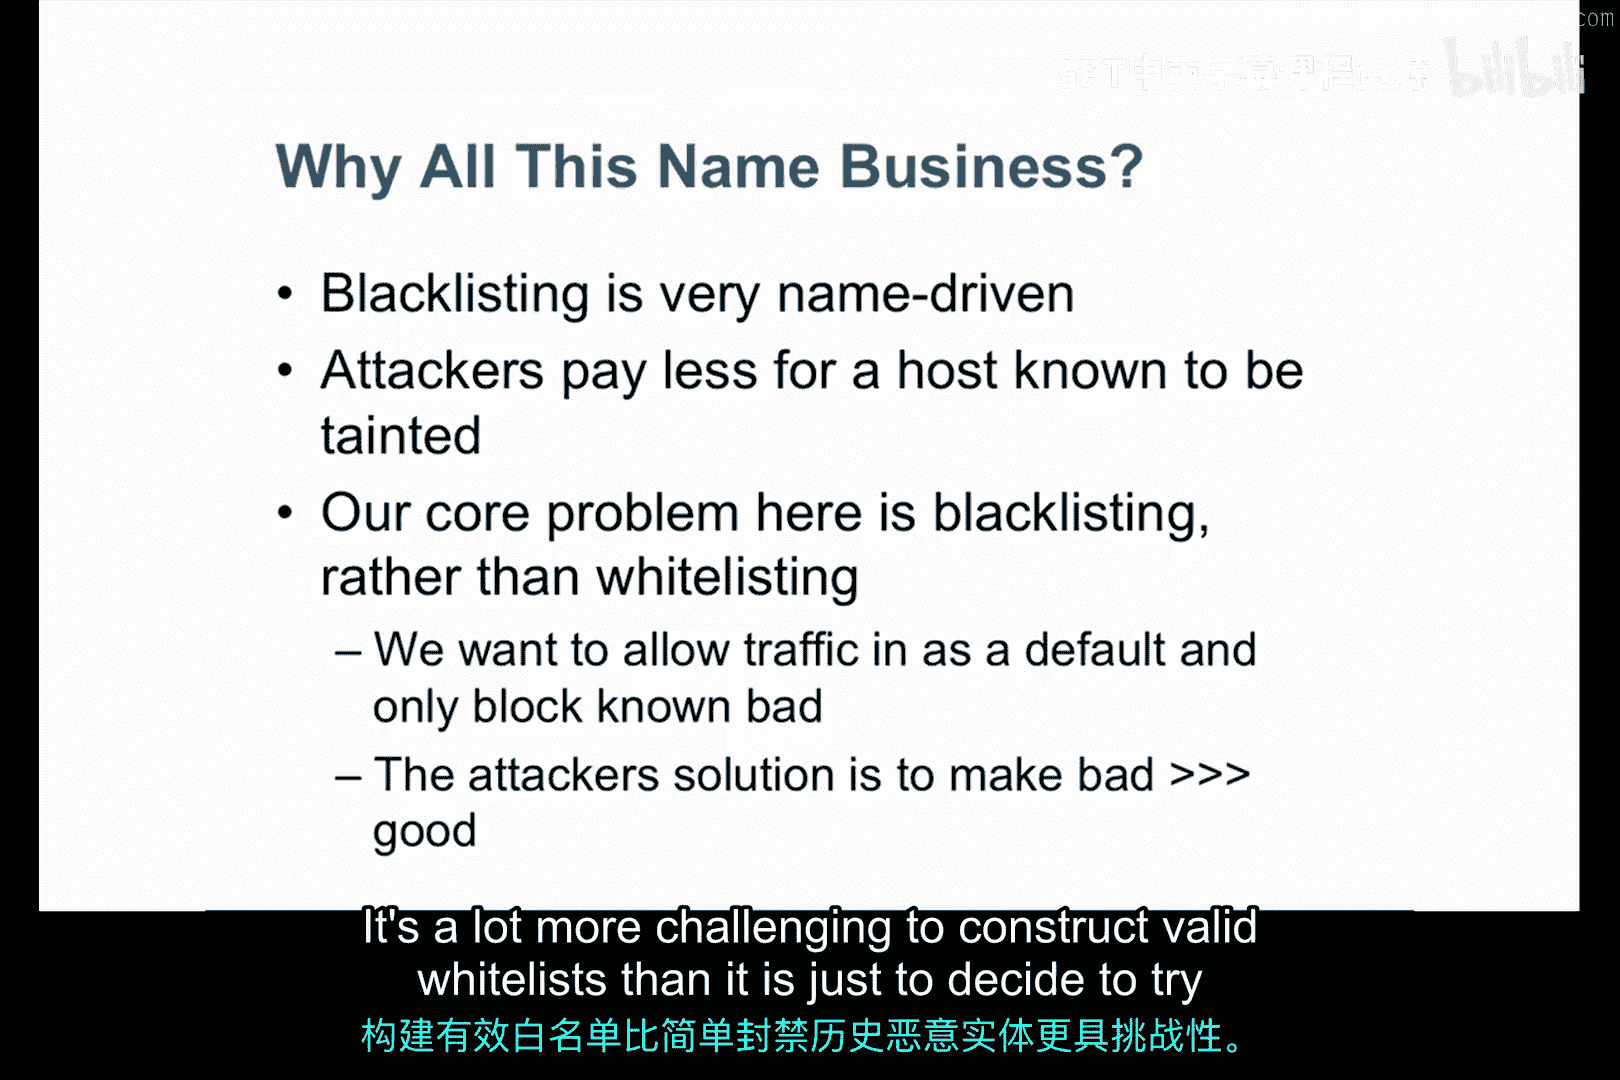 com
bilibili
Why All This Name Business?
• Blacklisting is very name-driven
• Attackers pay less for a host known to be
tainted
• Our core problem here is blacklisting,
rather than whitelisting
– We want to allow traffic in as a default and
only block known bad
– The attackers solution is to make bad >>>
good
It's a lot more challenging to construct valid
whitelists than it is just to decide to try
构建有效白名单比简单封禁历史恶意实体更具挑战性。